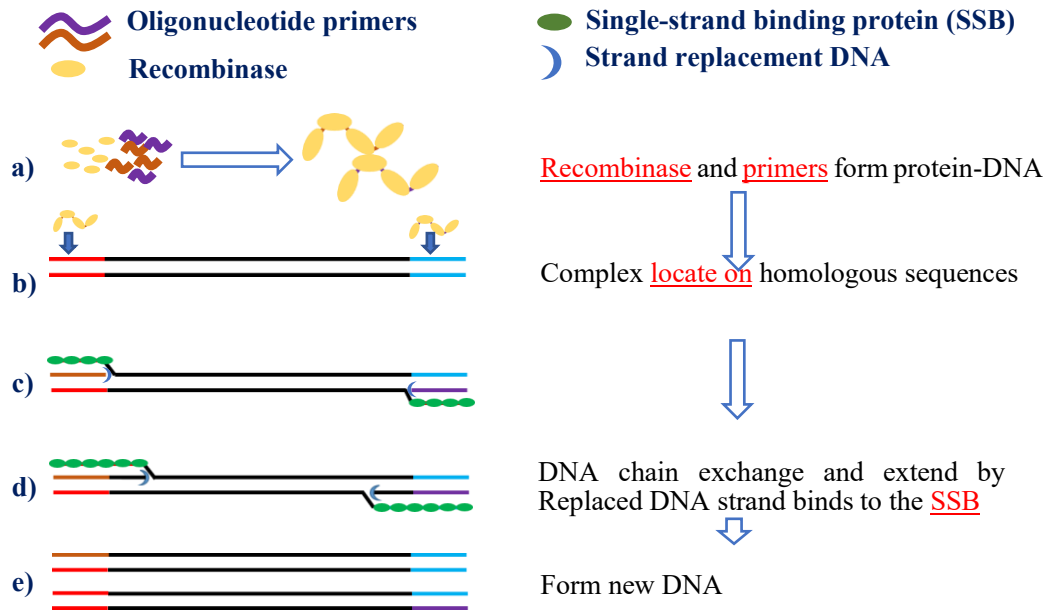 Oligonucleotide primers
Recombinase
Single-strand binding protein (SSB)
Strand replacement DNA
a)
Recombinase and primers form protein-DNA
b)
Complex locate on homologous sequences
c)
d)
DNA chain exchange and extend by
Replaced DNA strand binds to the SSB
e)
Form new DNA